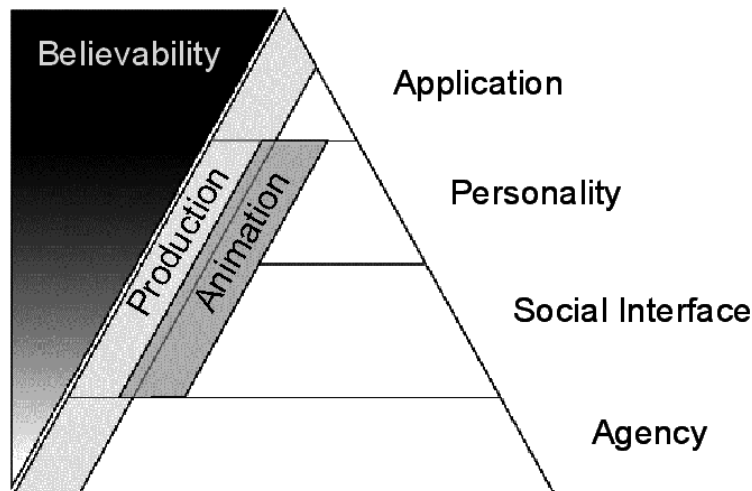 Believability
Application
Production
Animation
Personality
Social Interface
Agency